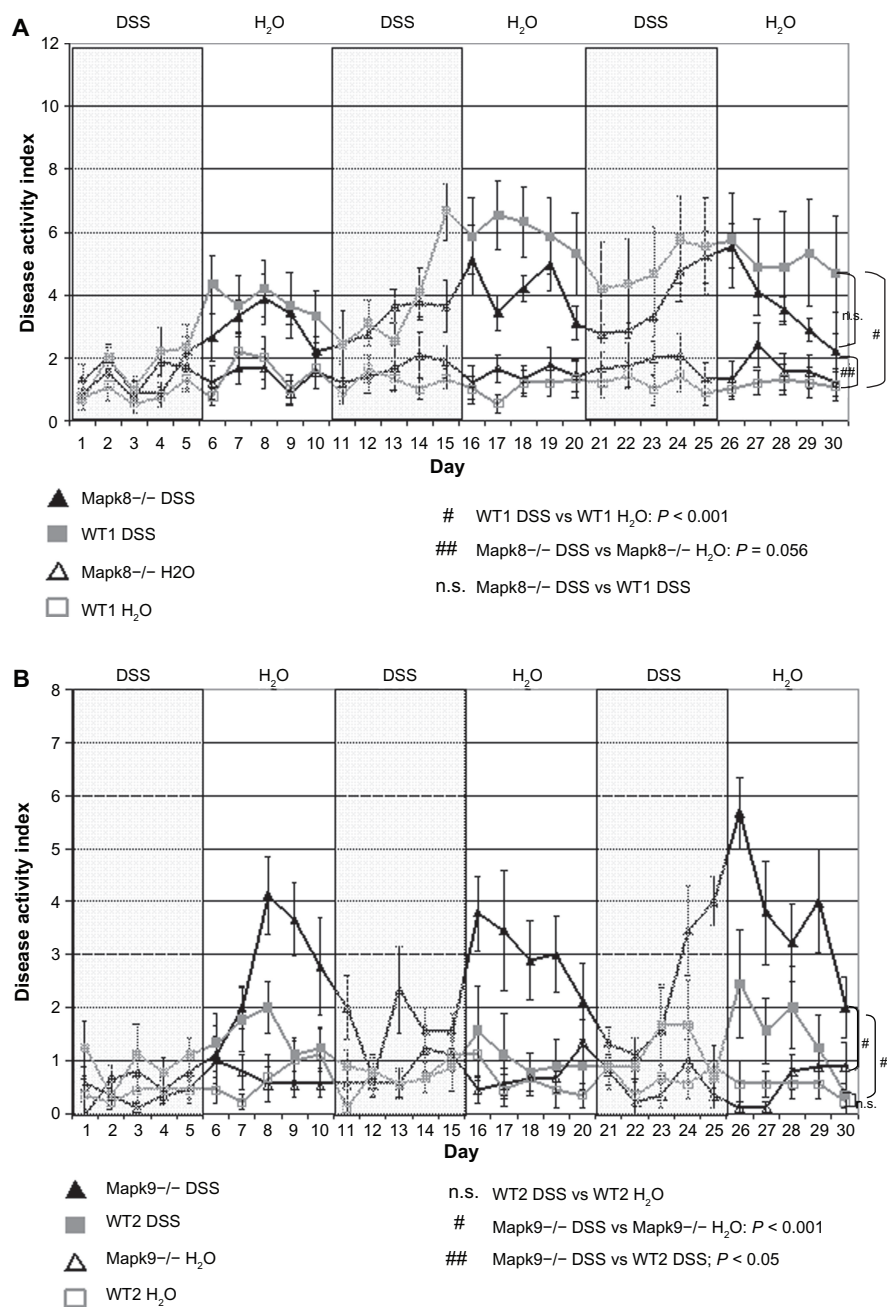 A
DSS H₂O DSS H₂O DSS H₂O
Disease activity index
12
10
8
6
4
2
0
n.s.
#
##
1 2 3 4 5 6 7 8 9 10 11 12 13 14 15 16 17 18 19 20 21 22 23 24 25 26 27 28 29 30
Day
Mapk8−/− DSS
WT1 DSS
Mapk8−/− H2O
WT1 H₂O
# WT1 DSS vs WT1 H₂O: P < 0.001
## Mapk8−/− DSS vs Mapk8−/− H₂O: P = 0.056
n.s. Mapk8−/− DSS vs WT1 DSS
B
DSS H₂O DSS H₂O DSS H₂O
Disease activity index
8
7
6
5
4
3
2
1
0
#
#
n.s.
1 2 3 4 5 6 7 8 9 10 11 12 13 14 15 16 17 18 19 20 21 22 23 24 25 26 27 28 29 30
Day
Mapk9−/− DSS
WT2 DSS
Mapk9−/− H₂O
WT2 H₂O
n.s. WT2 DSS vs WT2 H₂O
# Mapk9−/− DSS vs Mapk9−/− H₂O: P < 0.001
## Mapk9−/− DSS vs WT2 DSS; P < 0.05